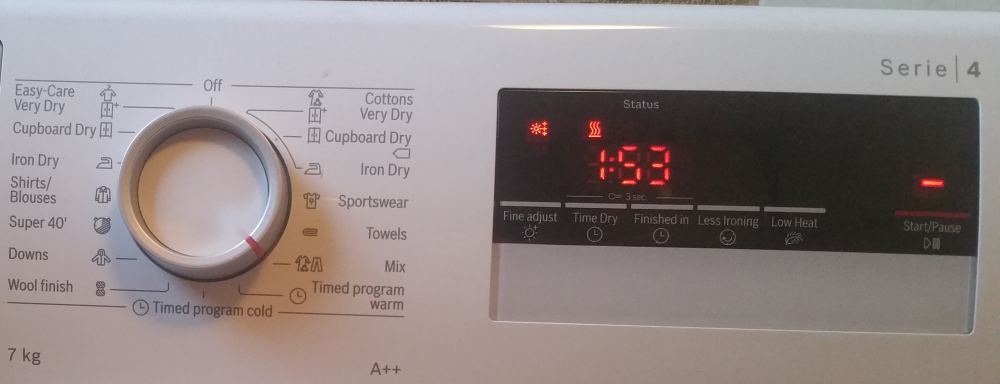 Off
Easy-Care
Very Dry
Cupboard Dry
Iron Dry
Shirts/
Blouses
Super 40'
Downs
Wool finish
Cottons
Very Dry
Cupboard Dry
Iron Dry
Sportswear
Towels
Mix
Timed program
warm
Timed program cold
7 kg
A++
Serie | 4
Status
1:53
3 sec.
Fine adjust
Time Dry
Finished in
Less Ironing
Low Heat
Start/Pause